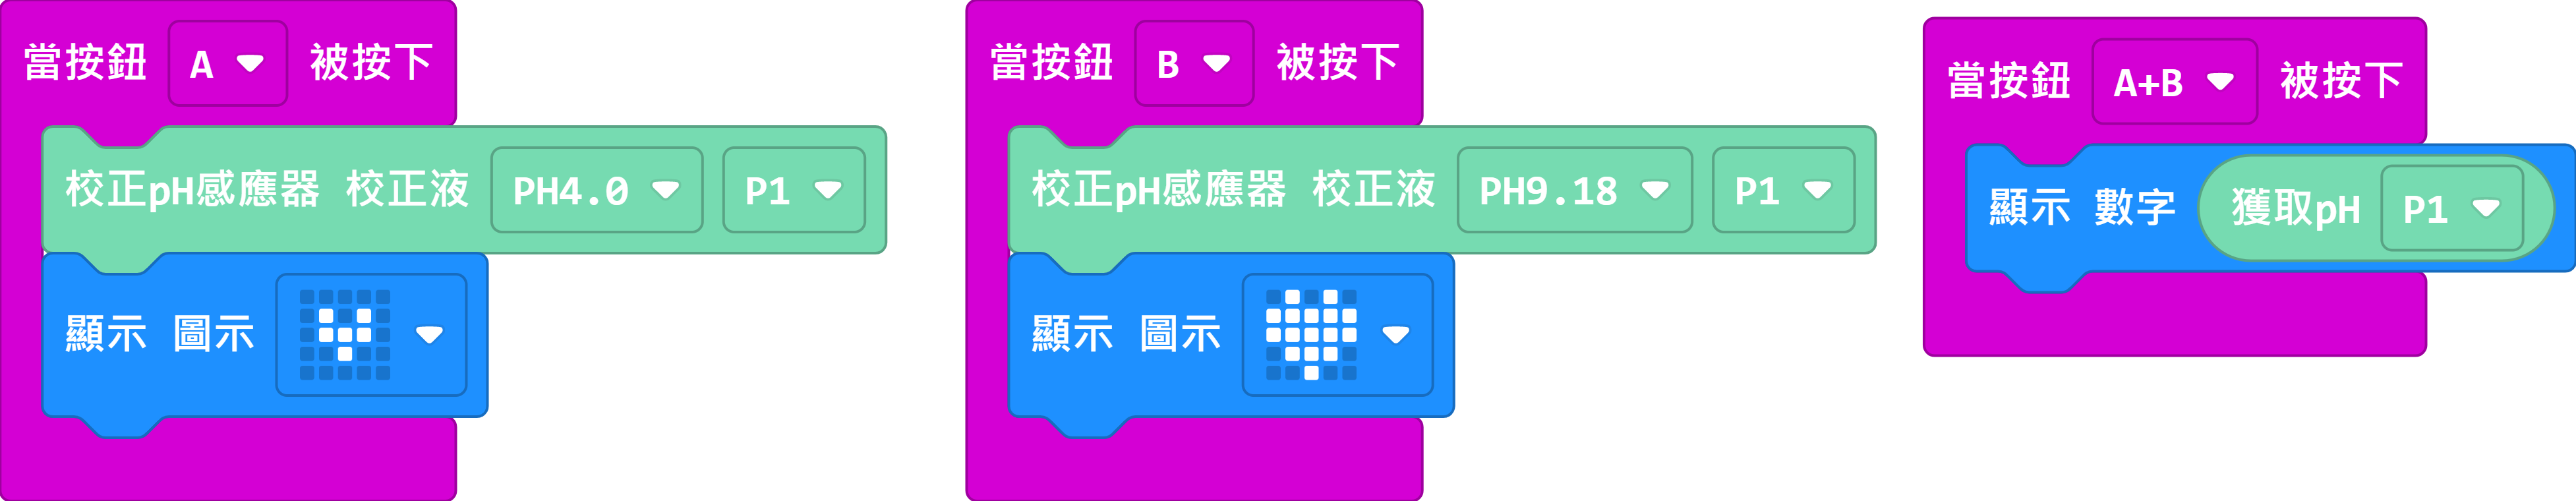 當按鈕 A 被按下
校正pH感應器 校正液 PH4.0 P1
顯示 圖示
當按鈕 B 被按下
校正pH感應器 校正液 PH9.18 P1
顯示 圖示
當按鈕 A+B 被按下
顯示 數字 獲取pH P1